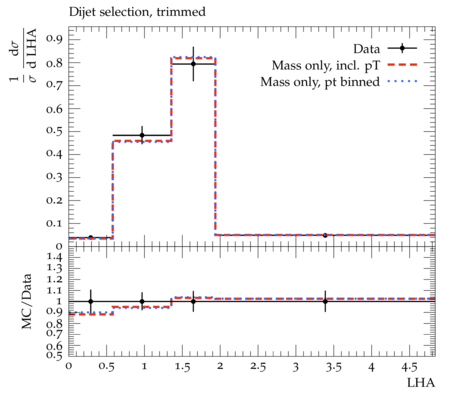 Dijet selection, trimmed
1/σ dσ/d LHA
Data
Mass only, incl. pT
Mass only, pt binned
0.9
0.8
0.7
0.6
0.5
0.4
0.3
0.2
0.1
0
MC/Data
1.4
1.3
1.2
1.1
1
0.9
0.8
0.7
0.6
0.5
0 0.5 1 1.5 2 2.5 3 3.5 4 4.5
LHA